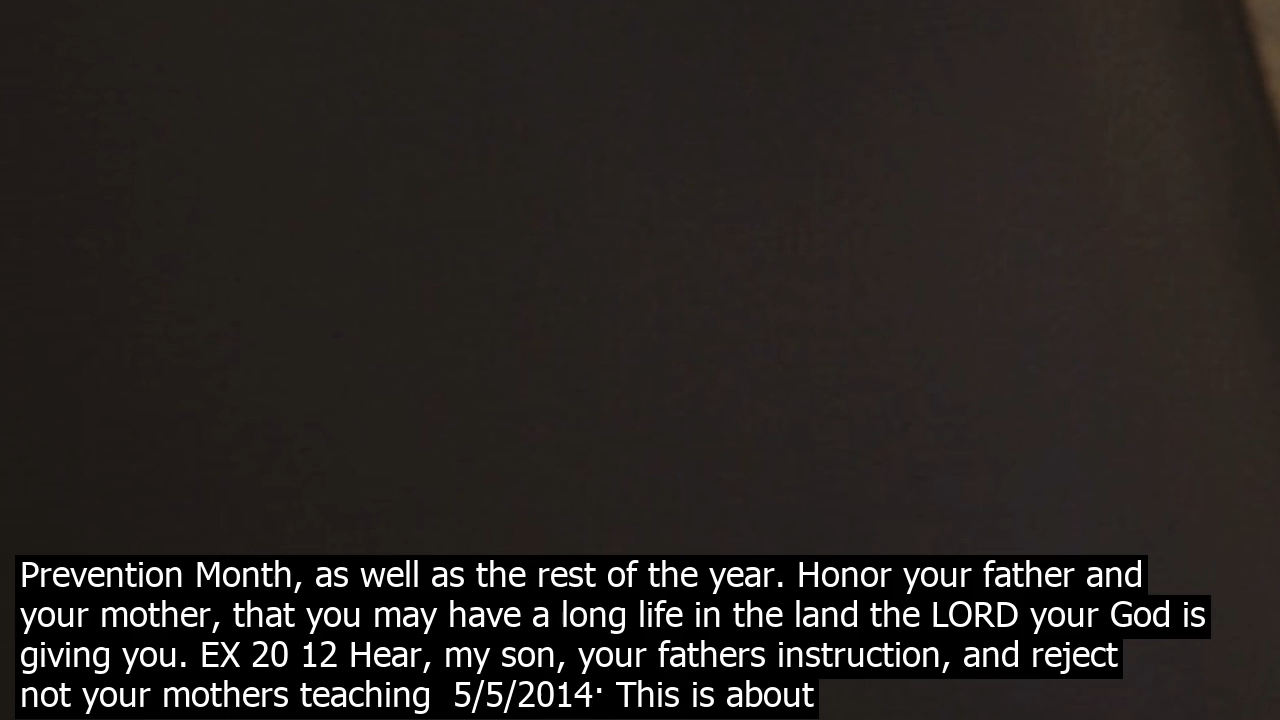 Prevention Month, as well as the rest of the year. Honor your father and
your mother, that you may have a long life in the land the LORD your God is
giving you. EX 20 12 Hear, my son, your fathers instruction, and reject
not your mothers teaching  5/5/2014· This is about